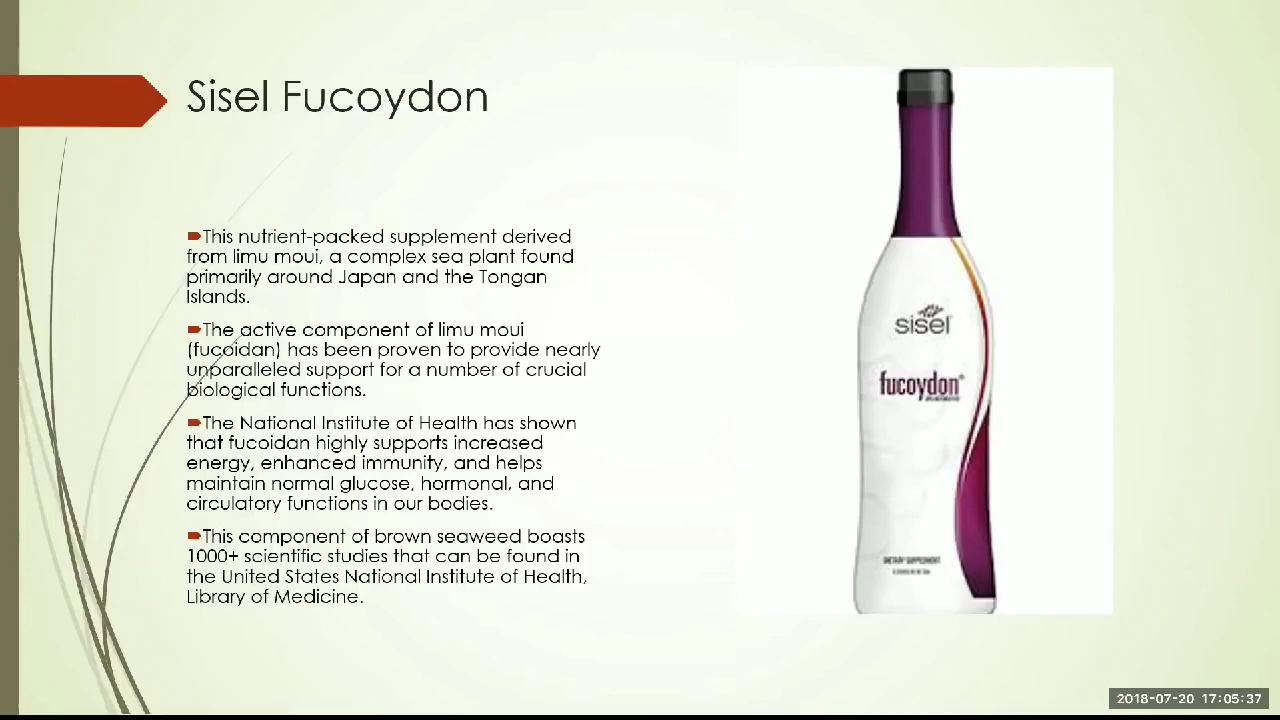 Sisel Fucoydon
This nutrient-packed supplement derived
from limu moui, a complex sea plant found
primarily around Japan and the Tongan
Islands.
The active component of limu moui
(fucoidan) has been proven to provide nearly
unparalleled support for a number of crucial
biological functions.
The National Institute of Health has shown
that fucoidan highly supports increased
energy, enhanced immunity, and helps
maintain normal glucose, hormonal, and
circulatory functions in our bodies.
This component of brown seaweed boasts
1000+ scientific studies that can be found in
the United States National Institute of Health,
Library of Medicine.
sisel
fucoydon
DIETARY SUPPLEMENT
2018-07-20 17:05:37